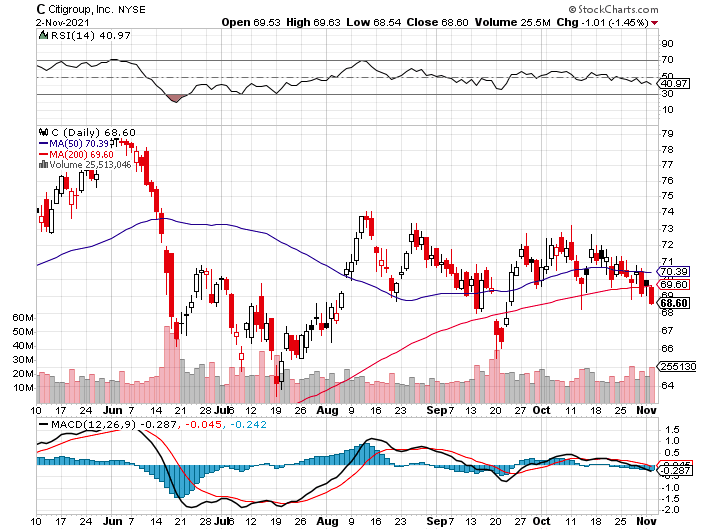 C Citigroup, Inc. NYSE © StockCharts.com
2-Nov-2021 Open 69.53 High 69.63 Low 68.54 Close 68.60 Volume 25.5M Chg -1.01 (-1.45%)
RSI(14) 40.97
90
70
50
40.97
30
10
C (Daily) 68.60
MA(50) 70.39
MA(200) 69.60
Volume 25,513,046
79
78
77
76
75
74
73
72
71
70.39
69.60
69
68.60
68
67
66
64
255130
60M
50M
40M
30M
20M
10M
10 17 24 Jun 7 14 21 28 Jul 6 12 19 26 Aug 9 16 23 Sep 7 13 20 27 Oct 11 18 25 Nov
MACD(12,26,9) -0.287, -0.045, -0.242
1.5
1.0
0.5
-0.287
-1.0
-1.5
-2.0
10 17 24 Jun 7 14 21 28 Jul 6 12 19 26 Aug 9 16 23 Sep 7 13 20 27 Oct 11 18 25 Nov